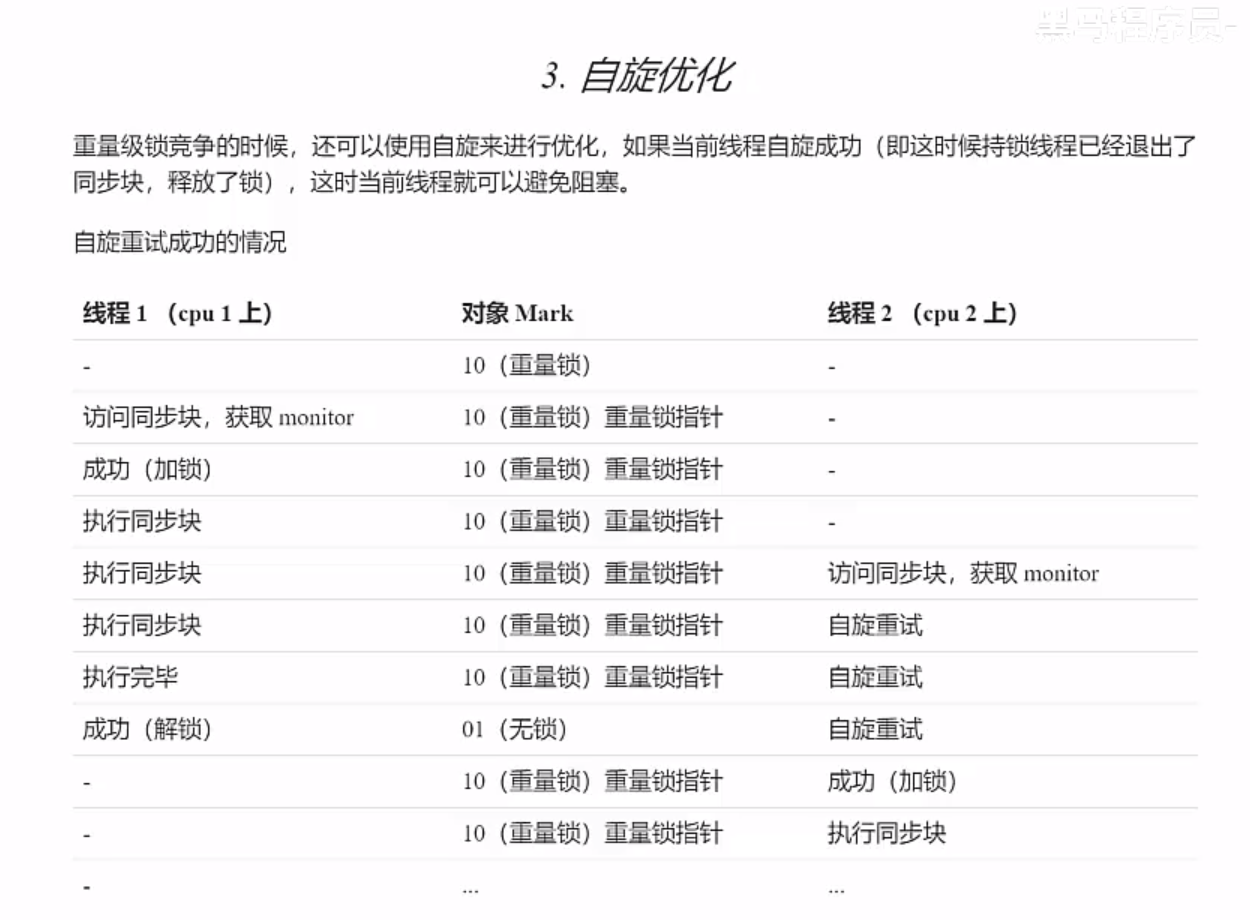 黑马程序员-
3. 自旋优化
重量级锁竞争的时候，还可以使用自旋来进行优化，如果当前线程自旋成功（即这时候持锁线程已经退出了
同步块，释放了锁），这时当前线程就可以避免阻塞。
自旋重试成功的情况
线程 1 （cpu 1 上） 对象 Mark 线程 2 （cpu 2 上）
- 10（重量锁） -
访问同步块，获取 monitor 10（重量锁）重量锁指针 -
成功（加锁） 10（重量锁）重量锁指针 -
执行同步块 10（重量锁）重量锁指针 -
执行同步块 10（重量锁）重量锁指针 访问同步块，获取 monitor
执行同步块 10（重量锁）重量锁指针 自旋重试
执行完毕 10（重量锁）重量锁指针 自旋重试
成功（解锁） 01（无锁） 自旋重试
- 10（重量锁）重量锁指针 成功（加锁）
- 10（重量锁）重量锁指针 执行同步块
- ... ...